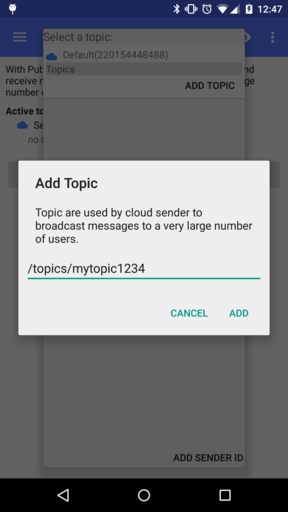 12:47
Select a topic:
Default(220154448488)
With Pub
nd
Topics
receive m
ge
ADD TOPIC
number o
Active to
Se
no t
Add Topic
Topic are used by cloud sender to
broadcast messages to a very large number
of users.
/topics/mytopic1234
CANCEL ADD
ADD SENDER ID